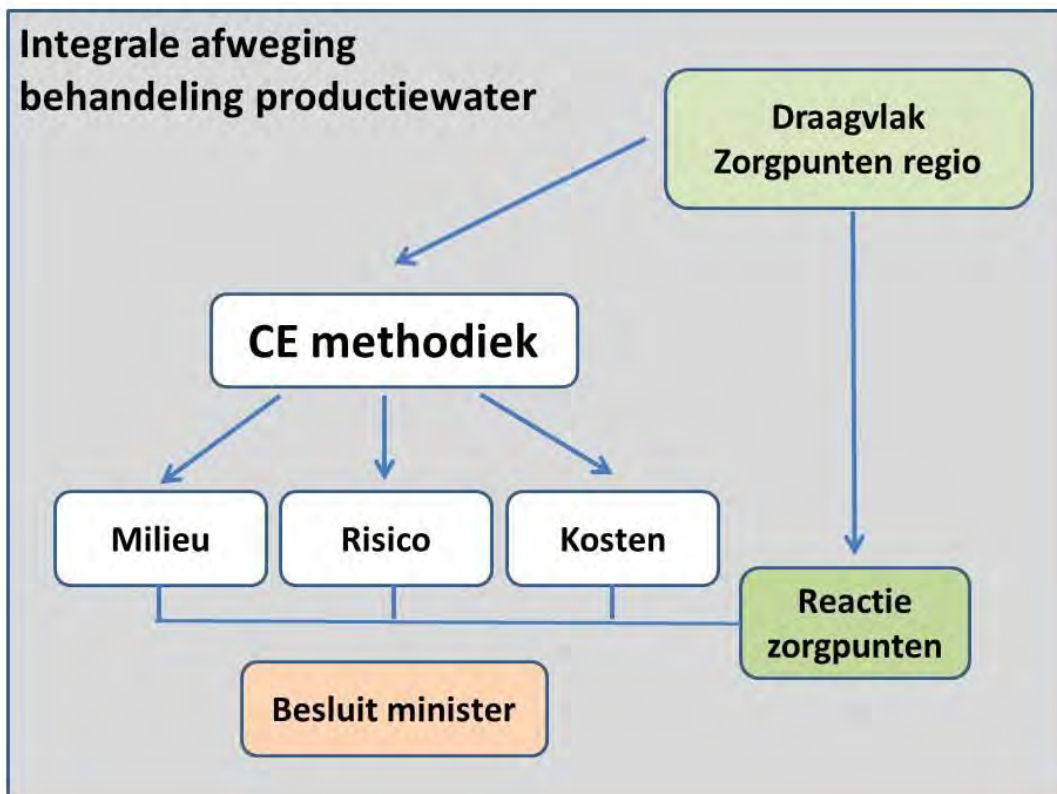 Integrale afweging
behandeling productiewater
Draagvlak
Zorgpunten regio
CE methodiek
Milieu
Risico
Kosten
Reactie
zorgpunten
Besluit minister